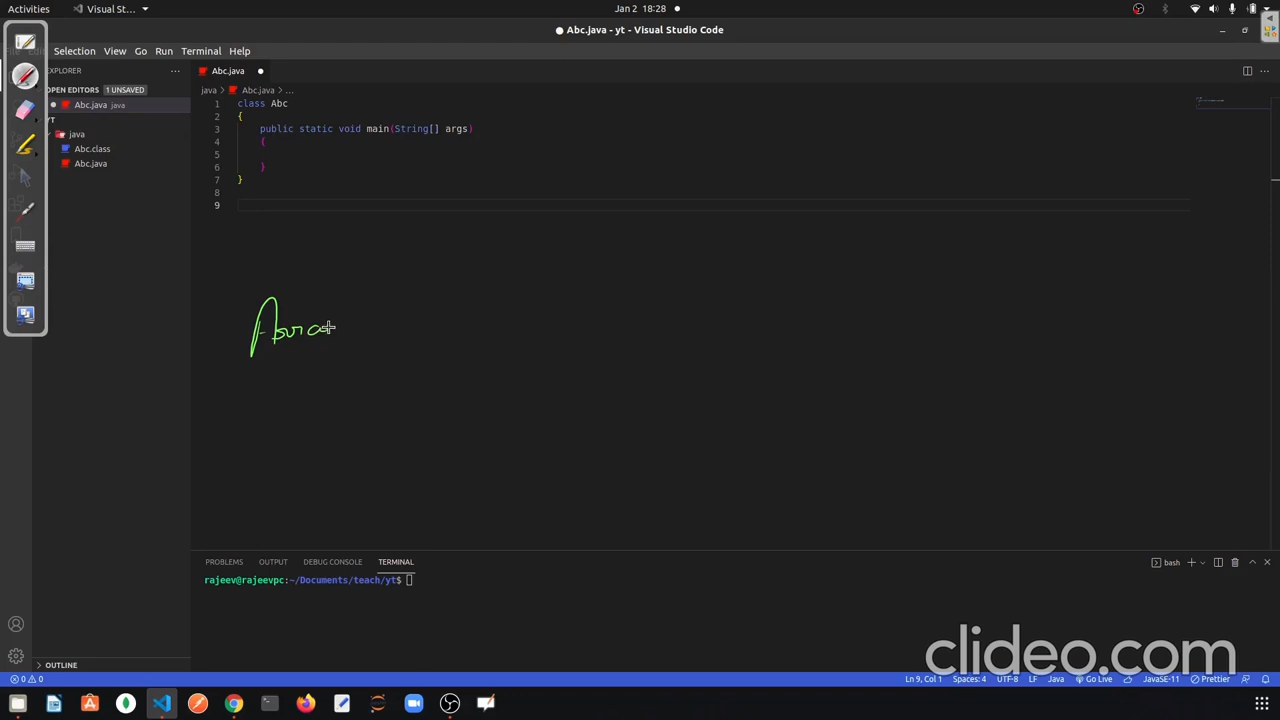 Activities
Visual St...
Jan 2 18:28
Abc.java - yt - Visual Studio Code
Selection View Go Run Terminal Help
EXPLORER
Abc.java
OPEN EDITORS 1 UNSAVED
java > Abc.java > ...
Abc.java java
1 class Abc
2 {
YT
3 public static void main(String[] args)
java
4 {
Abc.class
5
Abc.java
6 }
7 }
8
9
PROBLEMS OUTPUT DEBUG CONSOLE TERMINAL
bash
rajeev@rajeevpc:~/Documents/teach/yt$
clideo.com
OUTLINE
0 0
Ln 9, Col 1 Spaces: 4 UTF-8 LF Java Go Live JavaSE-11 Prettier